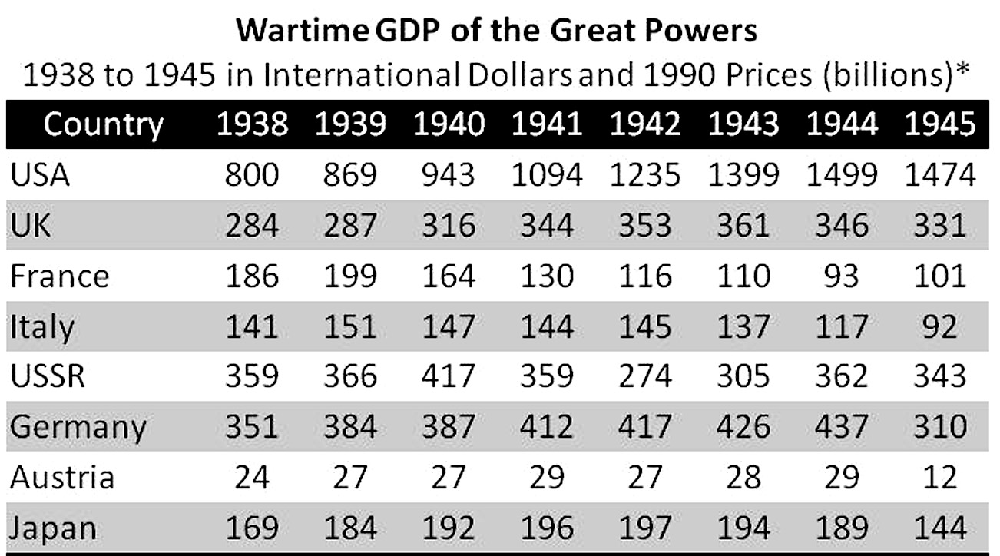 Wartime GDP of the Great Powers
1938 to 1945 in International Dollars and 1990 Prices (billions)*
Country 1938 1939 1940 1941 1942 1943 1944 1945
USA 800 869 943 1094 1235 1399 1499 1474
UK 284 287 316 344 353 361 346 331
France 186 199 164 130 116 110 93 101
Italy 141 151 147 144 145 137 117 92
USSR 359 366 417 359 274 305 362 343
Germany 351 384 387 412 417 426 437 310
Austria 24 27 27 29 27 28 29 12
Japan 169 184 192 196 197 194 189 144